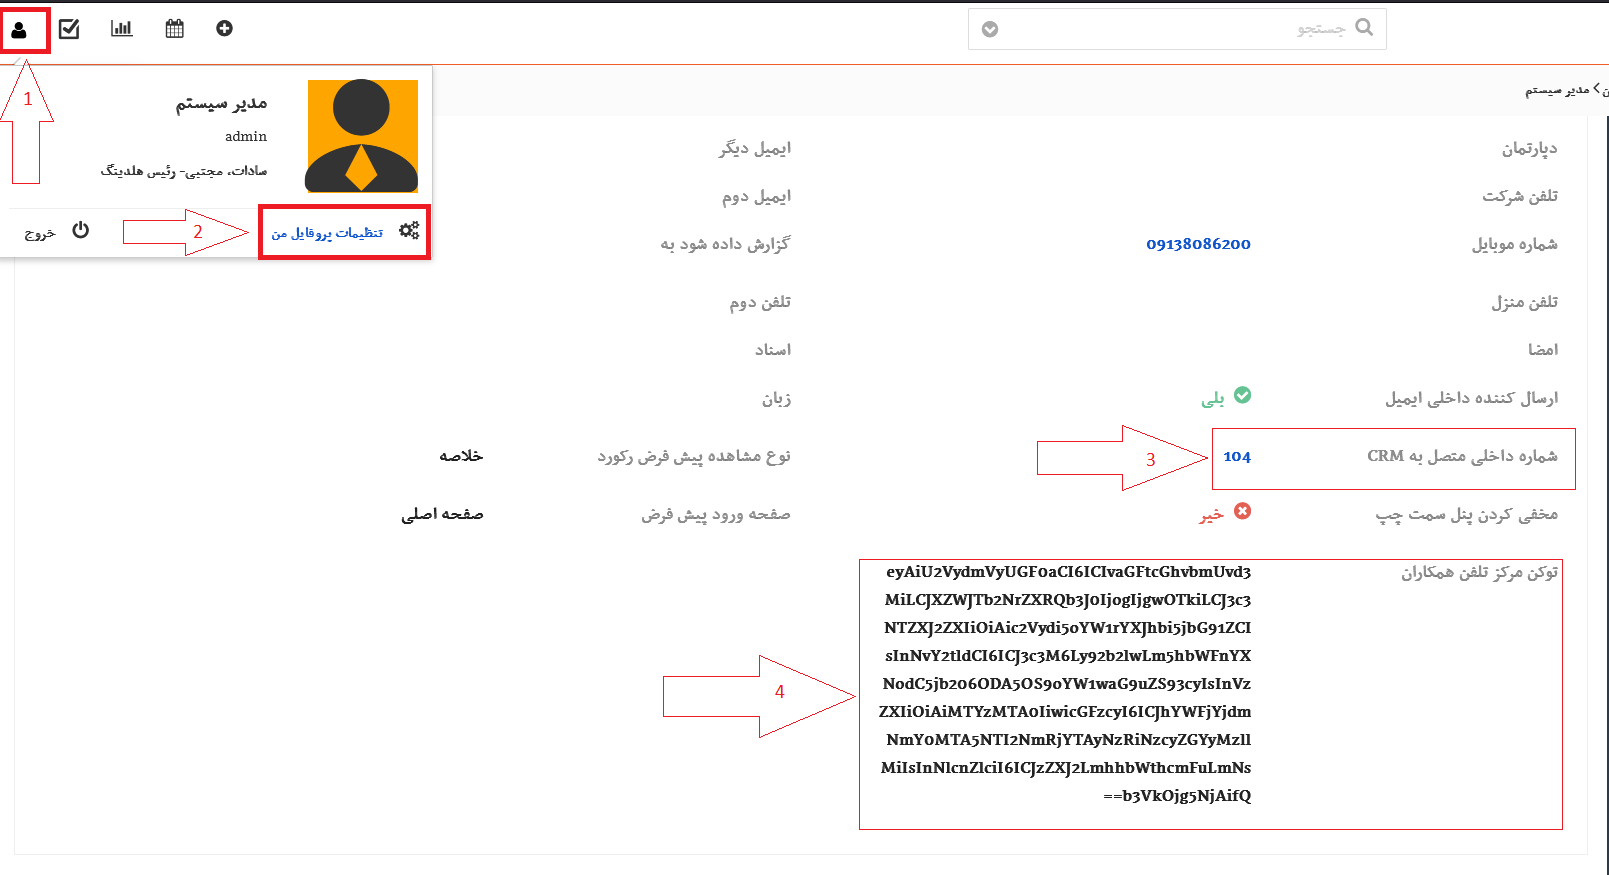 جستجو
ن > مدیر سیستم
1
مدیر سیستم
admin
سادات، مجتبی- رئیس هلدینگ
تنظیمات پروفایل من
2
خروج
دپارتمان
ایمیل دیگر
تلفن شرکت
ایمیل دوم
شماره موبایل 09138086200
گزارش داده شود به
تلفن منزل
تلفن دوم
امضا
اسناد
ارسال کننده داخلی ایمیل بلی
زبان
شماره داخلی متصل به CRM 104
3
نوع مشاهده پیش فرض رکورد خلاصه
مخفی کردن پنل سمت چپ خیر
صفحه ورود پیش فرض صفحه اصلی
توکن مرکز تلفن همکاران
eyAiU2VydmVyUGF0aCI6ICIvaGFtcGhvbmUvd3
MiLCJXZWJTb2NrZXRQb3J0IjogIjgwOTkiLCJ3c3
NTZXJ2ZXIiOiAic2Vydi5oYW1rYXJhbi5jbG91ZCI
sInNvY2tldCI6ICJ3c3M6Ly92b2lwLm5hbWFnYX
NodC5jb206ODA5OS9oYW1waG9uZS93cyIsInVz
ZXIiOiAiMTYzMTA0IiwicGFzcyI6ICJhYWFjYjdm
NmY0MTA5NTI2NmRjYTAyNzRiNzcyZGYyMzll
MiIsInNlcnZlciI6ICJzZXJ2LmhhbWthcmFuLmNs
b3VkOjg5NjAifQ==
4